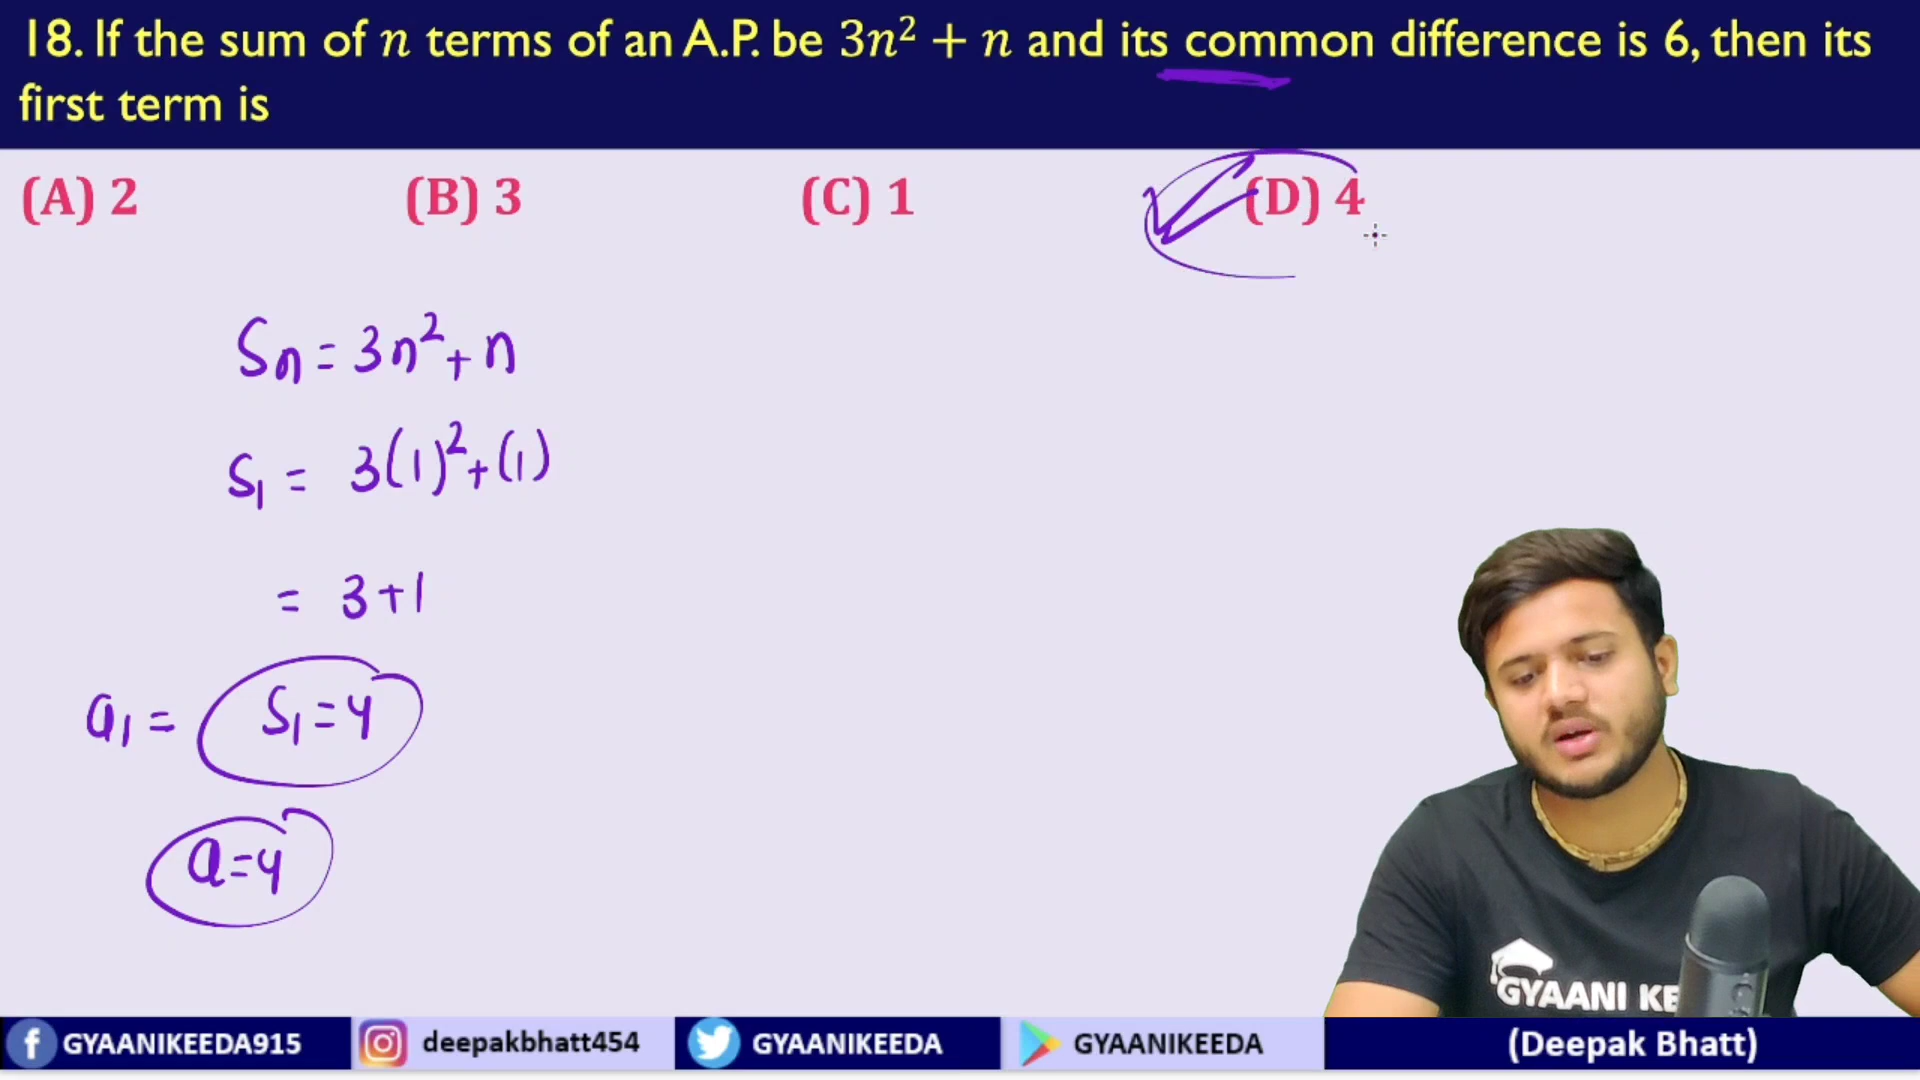 18. If the sum of n terms of an A.P. be 3n² + n and its common difference is 6, then its
first term is
(A) 2 (B) 3 (C) 1 (D) 4
Sn = 3n² + n
S₁ = 3(1)² + (1)
= 3+1
a₁ = S₁ = 4
a = 4
GYAANI KE
GYAANIKEEDA915 deepakbhatt454 GYAANIKEEDA GYAANIKEEDA (Deepak Bhatt)